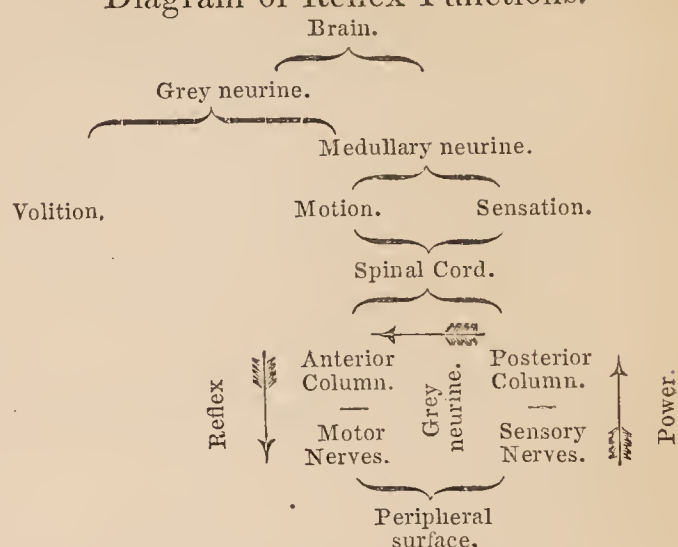 Diagram of Reflex Functions.
Brain.
Grey neurine.
Medullary neurine.
Volition,
Motion.
Sensation.
Spinal Cord.
Reflex
Anterior
Column.
Motor
Nerves.
Grey
neurine.
Posterior
Column.
Sensory
Nerves.
Power.
Peripheral
surface.